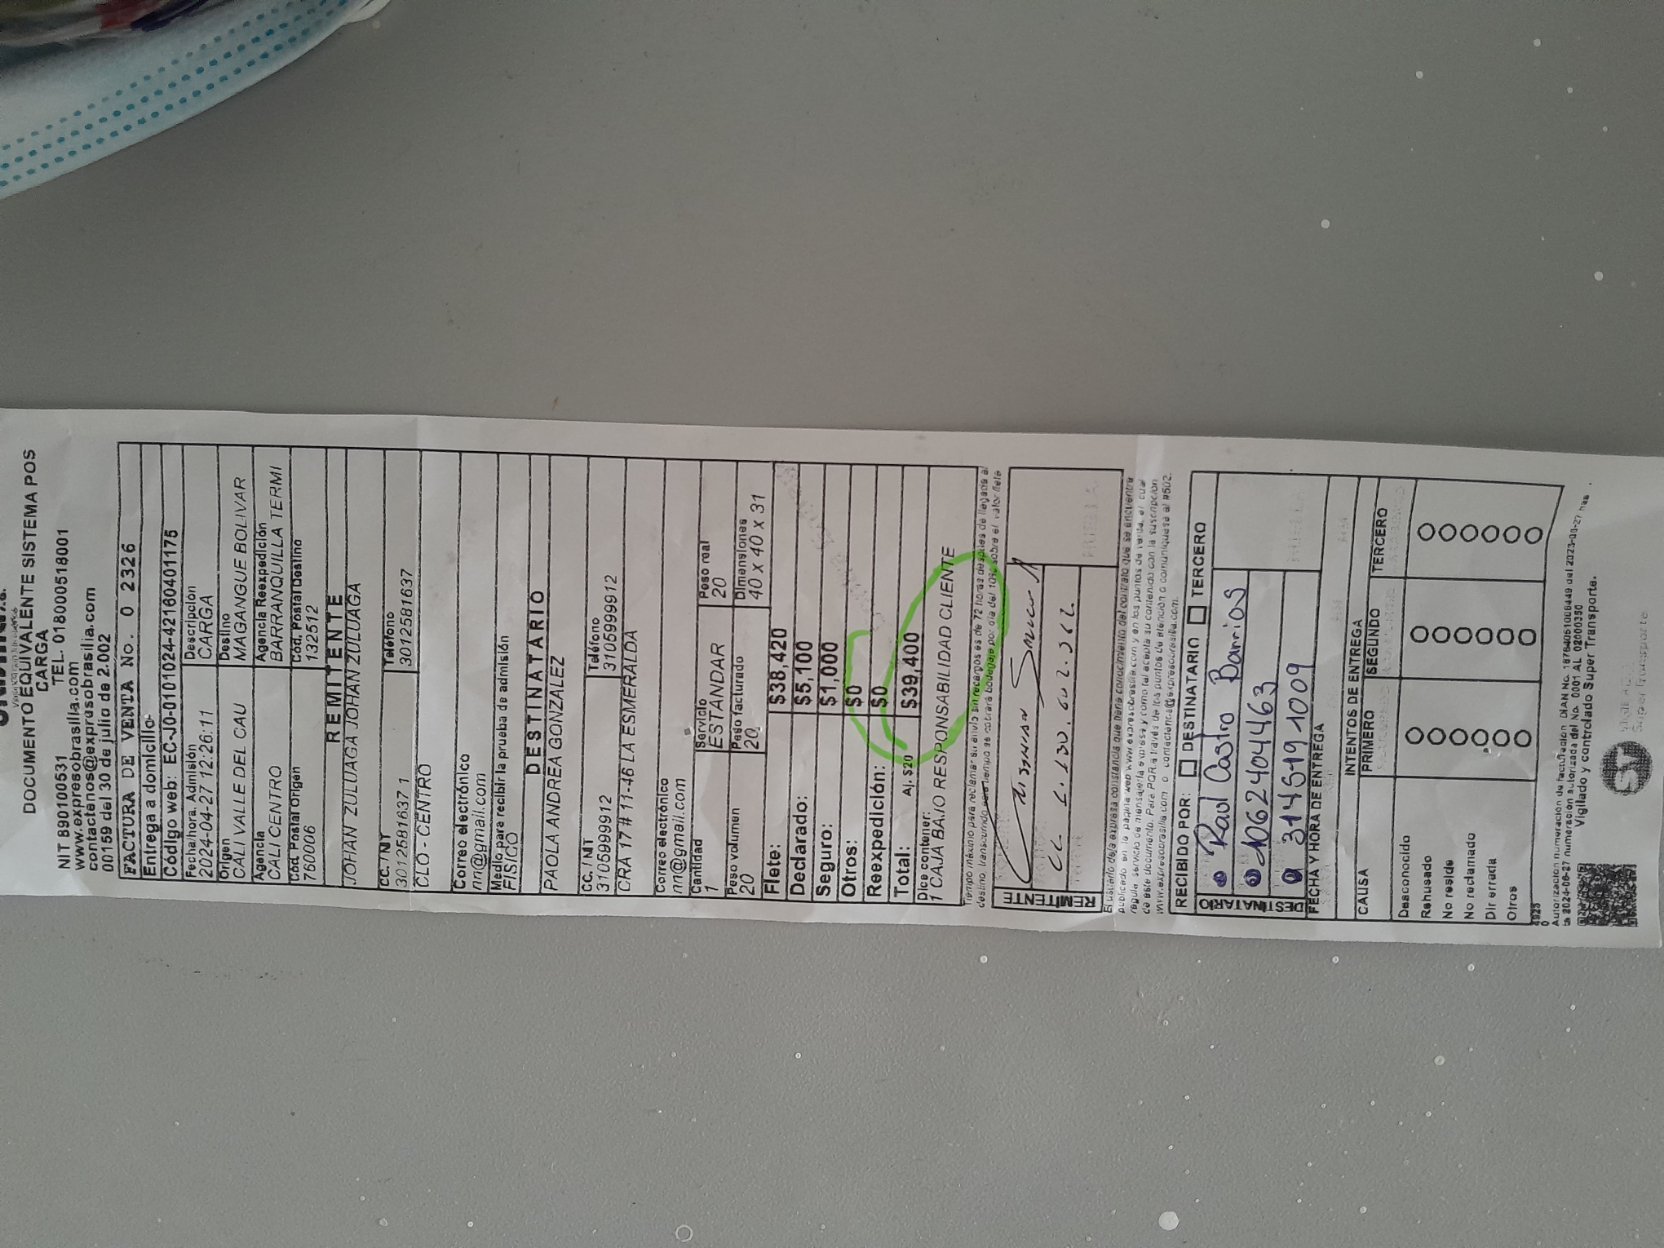 DOCUMENTO EQUIVALENTE SISTEMA POS
CARGA
NIT 890100531 TEL. 018000518001
www.expresobrasilia.com
contactenos@expresobrasilia.com
00159 del 30 de julio de 2.002
FACTURA DE VENTA No. 0 2326
Entrega a domicilio-
Código web: EC-J0-0101024-4216040401175
Fecha/hora. Admisión Descripción
2024-04-27 12:26:11 CARGA
Origen Destino
CALI VALLE DEL CAU MAGANGUE BOLIVAR
Agencia Agencia Reexpedición
CALI CENTRO BARRANQUILLA TERMI
Cód. Postal Origen Cód. Postal Destino
760006 132512
REMITENTE
JOHAN ZULUAGA JOHAN ZULUAGA
CC. / NIT Teléfono
3012581637 1 3012581637
CLO - CENTRO
Correo electrónico
nn@gmail.com
Medio para recibir la prueba de admisión
FISICO
DESTINATARIO
PAOLA ANDREA GONZALEZ
CC. / NIT Teléfono
3105999912 3105999912
CRA 17 # 11-46 LA ESMERALDA
Correo electrónico
nn@gmail.com
Cantidad Servicio Peso real
1 ESTANDAR 20
Peso volumen Peso facturado Dimensiones
20 20 40 X 40 X 31
Flete: $38,420
Declarado: $5,100
Seguro: $1,000
Otros: $0
Reexpedición: $0
Total: Aj. $20 $39,400
Dice contener:
1 CAJA BAJO RESPONSABILIDAD CLIENTE
REMITENTE
RECIBIDO POR: DESTINATARIO TERCERO
DESTINATARIO
Raul Castro Barrios
1062404463
3145191009
FECHA Y HORA DE ENTREGA
INTENTOS DE ENTREGA
CAUSA PRIMERO SEGUNDO TERCERO
Desconocido
Rehusado
No reside
No reclamado
Dir errada
Otros
Vigilado y controlado Super Transporte.